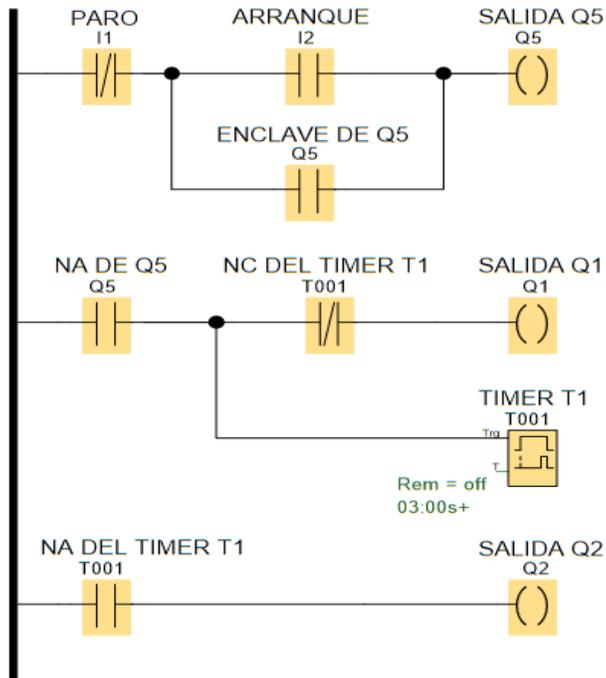 PARO ARRANQUE SALIDA Q5
I1 I2 Q5
ENCLAVE DE Q5
Q5
NA DE Q5 NC DEL TIMER T1 SALIDA Q1
Q5 T001 Q1
TIMER T1
T001
Trg
T
Rem = off
03:00s+
NA DEL TIMER T1 SALIDA Q2
T001 Q2